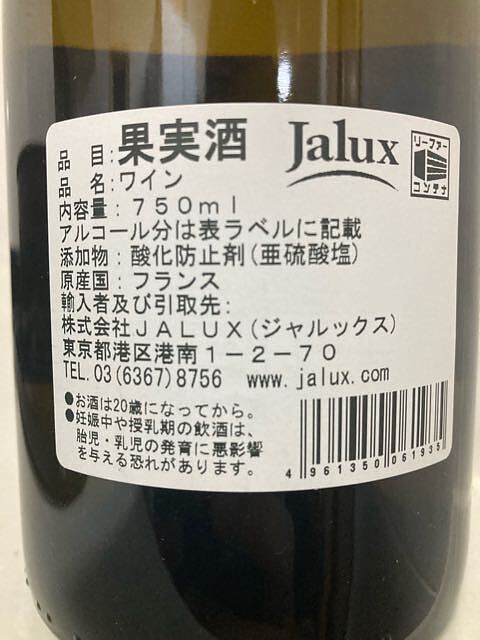 品 目:果実酒
Jalux
リーファー
コンテナ
品 名:ワイン
内容量:750ml
アルコール分は表ラベルに記載
添加物:酸化防止剤(亜硫酸塩)
原産国:フランス
輸入者及び引取先:
株式会社JALUX(ジャルックス)
東京都港区港南1-2-70
TEL.03(6367)8756 www.jalux.com
●お酒は20歳になってから。
●妊娠中や授乳期の飲酒は、
胎児・乳児の発育に悪影響
を与える恐れがあります。
4 961350 061935